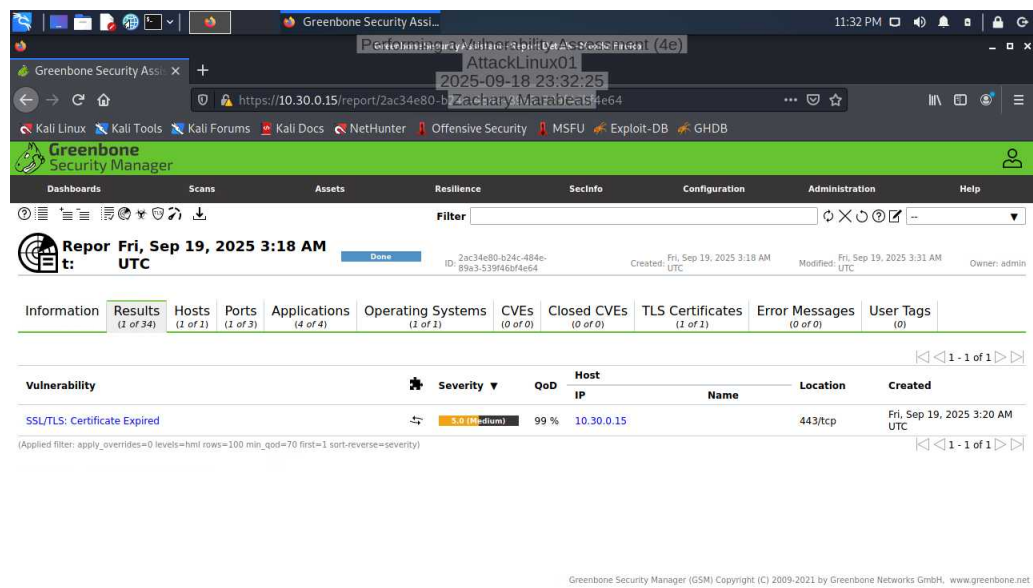 Greenbone Security Assi...
11:32 PM
Performing a Vulnerability Assessment (4e)
AttackLinux01
2025-09-18 23:32:25
Zachary Marabeas
Greenbone Security Assis
https://10.30.0.15/report/2ac34e80-b
4e64
Kali Linux Kali Tools Kali Forums Kali Docs NetHunter Offensive Security MSFU Exploit-DB GHDB
Greenbone
Security Manager
Dashboards Scans Assets Resilience SecInfo Configuration Administration Help
Filter --
Repor
t:
Fri, Sep 19, 2025 3:18 AM
UTC
Done
ID: 2ac34e80-b24c-484e-
89a3-539f46bf4e64
Created: Fri, Sep 19, 2025 3:18 AM
UTC
Modified: Fri, Sep 19, 2025 3:31 AM
UTC
Owner: admin
Information Results Hosts Ports Applications Operating Systems CVEs Closed CVEs TLS Certificates Error Messages User Tags
(1 of 34) (1 of 1) (1 of 3) (4 of 4) (1 of 1) (0 of 0) (0 of 0) (1 of 1) (0 of 0) (0)
1 - 1 of 1
Vulnerability Severity ▼ QoD Host Location Created
IP Name
SSL/TLS: Certificate Expired 5.0 (Medium) 99 % 10.30.0.15 443/tcp Fri, Sep 19, 2025 3:20 AM
UTC
(Applied filter: apply_overrides=0 levels=hml rows=100 min_qod=70 first=1 sort-reverse=severity) 1 - 1 of 1
Greenbone Security Manager (GSM) Copyright (C) 2009-2021 by Greenbone Networks GmbH, www.greenbone.net